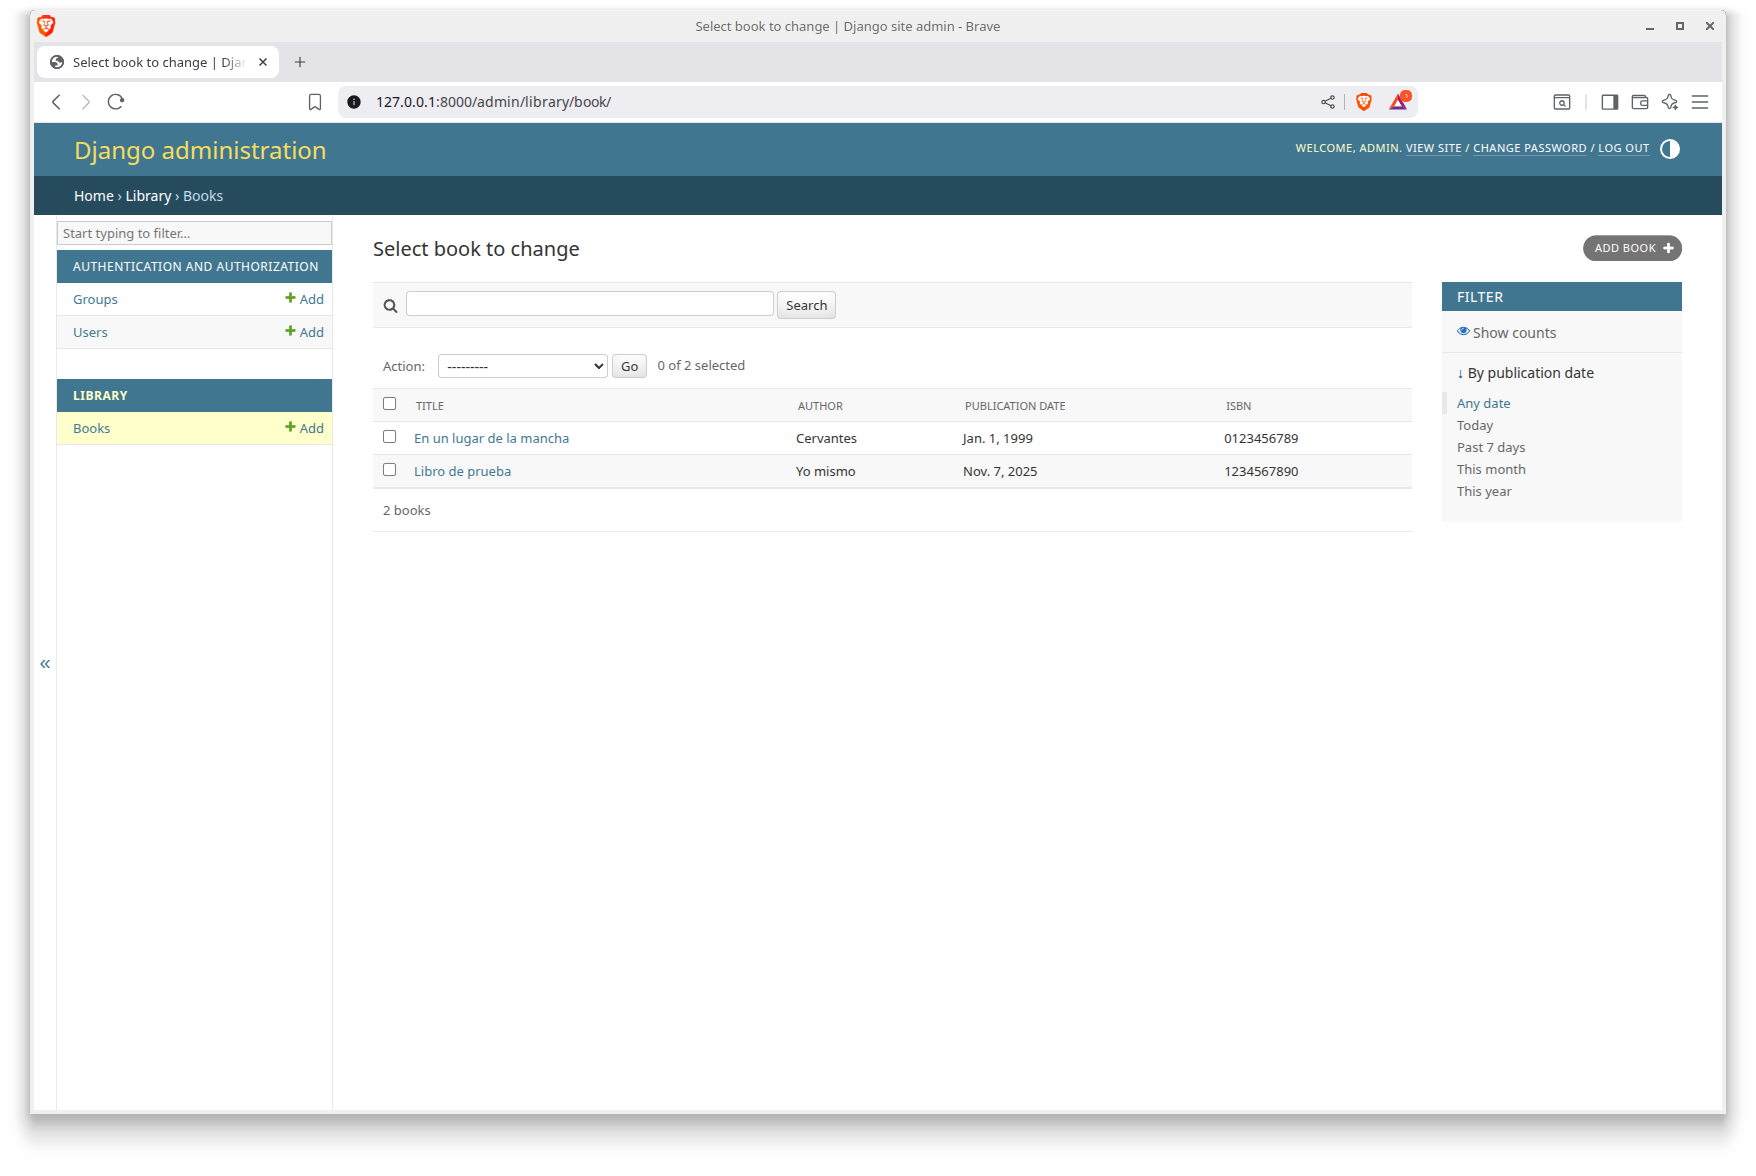 Select book to change | Django site admin - Brave
Select book to change | Dja
127.0.0.1:8000/admin/library/book/
1
Django administration
WELCOME, ADMIN. VIEW SITE / CHANGE PASSWORD / LOG OUT
Home › Library › Books
Start typing to filter...
AUTHENTICATION AND AUTHORIZATION
Groups + Add
Users + Add
LIBRARY
Books + Add
«
Select book to change
ADD BOOK +
Search
Action: --------- Go 0 of 2 selected
TITLE AUTHOR PUBLICATION DATE ISBN
En un lugar de la mancha Cervantes Jan. 1, 1999 0123456789
Libro de prueba Yo mismo Nov. 7, 2025 1234567890
2 books
FILTER
Show counts
↓ By publication date
Any date
Today
Past 7 days
This month
This year